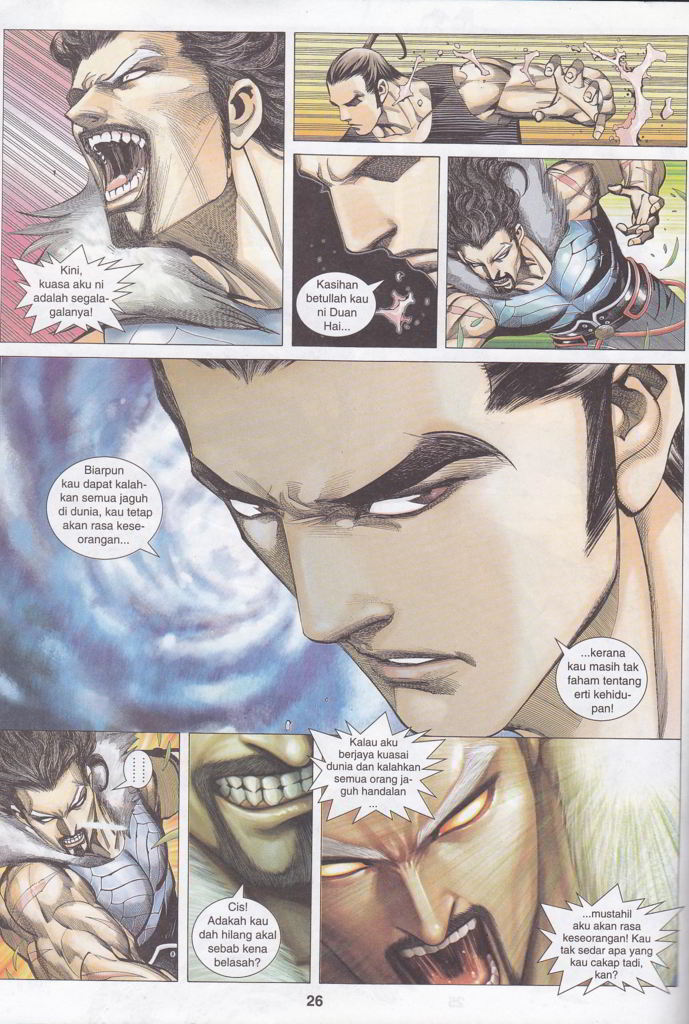 Kini,
kuasa aku ni
adalah segala-
galanya!
Kasihan
betullah kau
ni Duan
Hai...
Biarpun
kau dapat kalah-
kan semua jaguh
di dunia, kau tetap
akan rasa kese-
orangan...
...kerana
kau masih tak
faham tentang
erti kehidu-
pan!
Kalau aku
berjaya kuasai
dunia dan kalahkan
semua orang ja-
guh handalan
...
Cis!
Adakah kau
dah hilang akal
sebab kena
belasah?
...mustahil
aku akan rasa
keseorangan! Kau
tak sedar apa yang
kau cakap tadi,
kan?
26